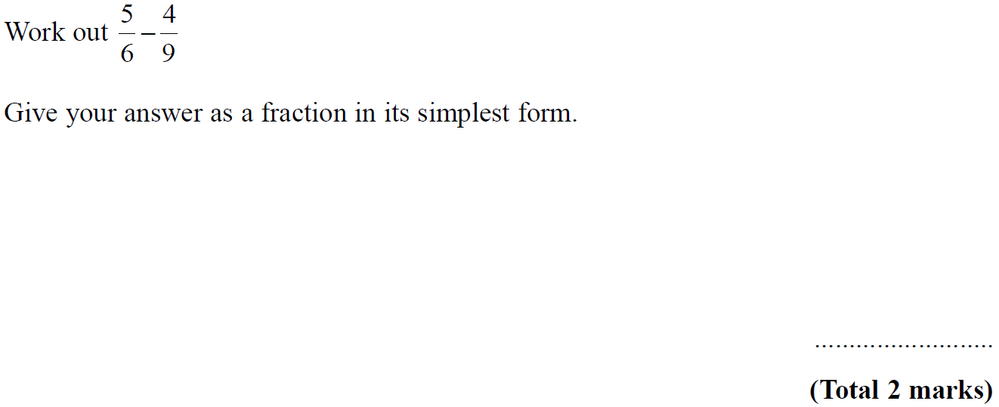 Work out 5/6 − 4/9
Give your answer as a fraction in its simplest form.
..........................
(Total 2 marks)